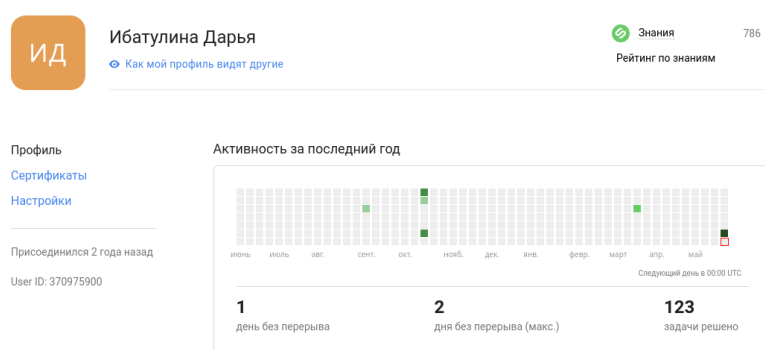 ИД
Ибатулина Дарья
Как мой профиль видят другие
Знания 786
Рейтинг по знаниям
Профиль
Сертификаты
Настройки
Присоединился 2 года назад
User ID: 370975900
Активность за последний год
июнь июль авг. сент. окт. нояб. дек. янв. февр. март апр. май
Следующий день в 00:00 UTC
1 2 123
день без перерыва дня без перерыва (макс.) задачи решено